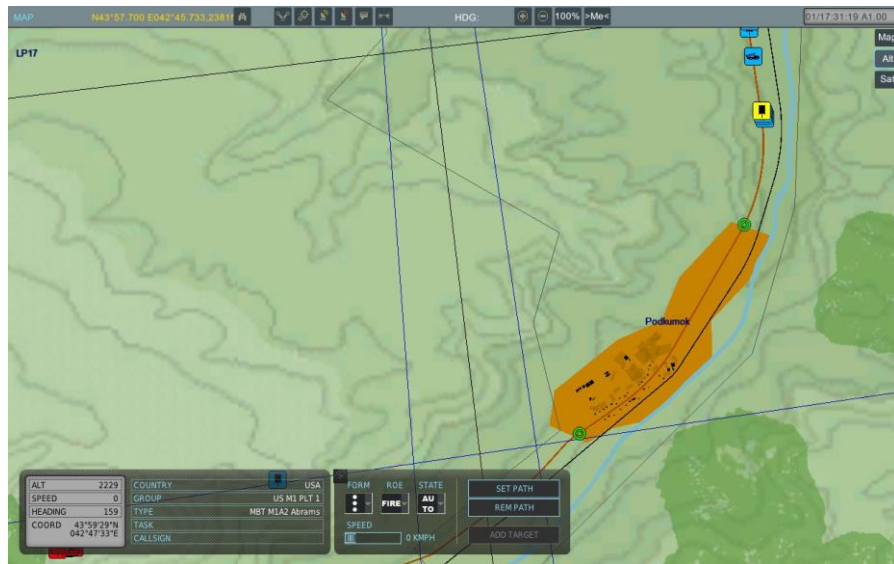 MAP
N43°57.700 E042°45.733,2381f
HDG:
100%
>Me<
01/17:31:19 A1.00
LP17
Map
Alt
Sat
Podkumok
ALT 2229
SPEED 0
HEADING 159
COORD 43°59'29"N
042°47'33"E
COUNTRY USA
GROUP US M1 PLT 1
TYPE MBT M1A2 Abrams
TASK
CALLSIGN
FORM ROE STATE
FIRE
AU
TO
SPEED
0 KMPH
SET PATH
REM PATH
ADD TARGET